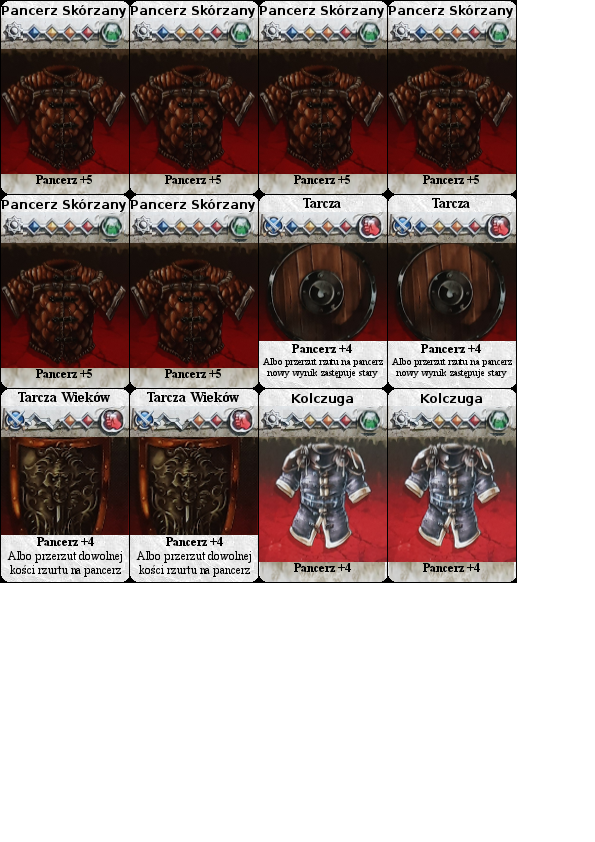 Pancerz Skórzany
Pancerz +5
Pancerz Skórzany
Pancerz +5
Pancerz Skórzany
Pancerz +5
Pancerz Skórzany
Pancerz +5
Pancerz Skórzany
Pancerz +5
Pancerz Skórzany
Pancerz +5
Tarcza
Pancerz +4
Albo przerzut rzutu na pancerz
nowy wynik zastępuje stary
Tarcza
Pancerz +4
Albo przerzut rzutu na pancerz
nowy wynik zastępuje stary
Tarcza Wieków
Pancerz +4
Albo przerzut dowolnej
kości rzurtu na pancerz
Tarcza Wieków
Pancerz +4
Albo przerzut dowolnej
kości rzurtu na pancerz
Kolczuga
Pancerz +4
Kolczuga
Pancerz +4